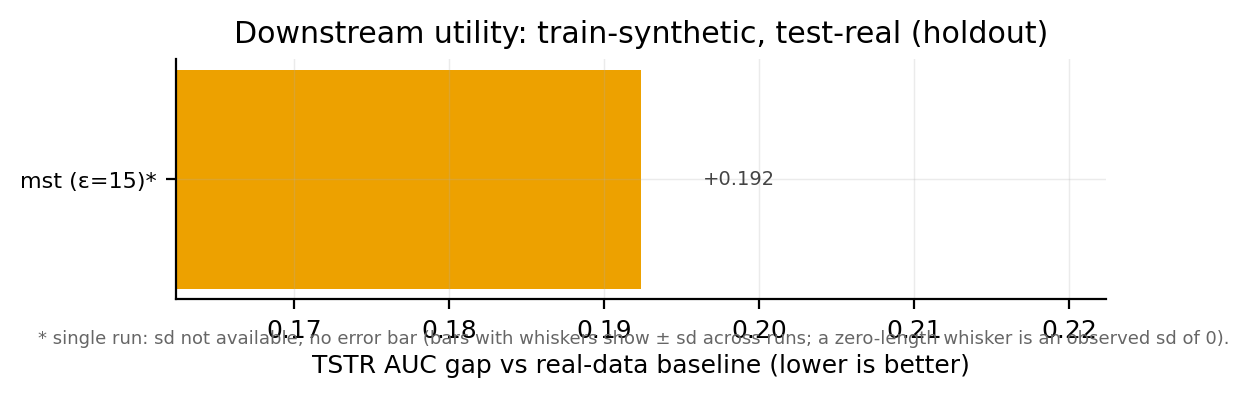 Downstream utility: train-synthetic, test-real (holdout)
mst (ε=15)*
+0.192
0.17 0.18 0.19 0.20 0.21 0.22
* single run: sd not available, no error bar (bars with whiskers show ± sd across runs; a zero-length whisker is an observed sd of 0).
TSTR AUC gap vs real-data baseline (lower is better)